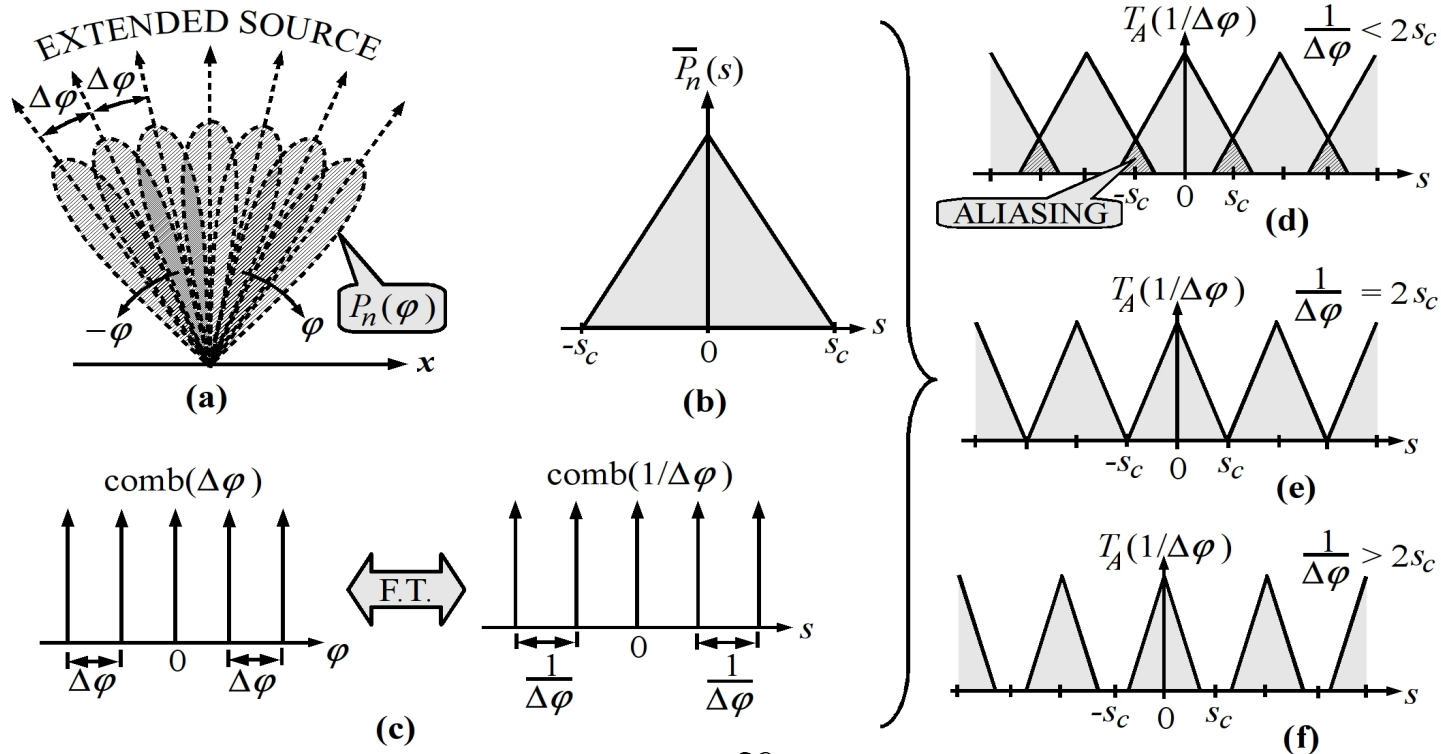 EXTENDED SOURCE
Δφ
Δφ
-φ
φ
Pₙ(φ)
x
(a)
P̅ₙ(s)
-s_c
0
s_c
s
(b)
comb(Δφ)
Δφ
0
Δφ
φ
F.T.
comb(1/Δφ)
1/Δφ
0
1/Δφ
s
(c)
T_A(1/Δφ)
1/Δφ < 2s_c
ALIASING
-s_c
0
s_c
s
(d)
T_A(1/Δφ)
1/Δφ = 2s_c
-s_c
0
s_c
s
(e)
T_A(1/Δφ)
1/Δφ > 2s_c
-s_c
0
s_c
s
(f)